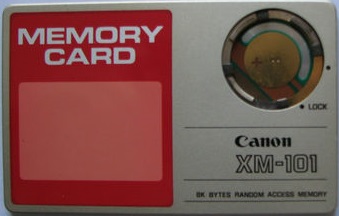 MEMORY
CARD
+
LOCK
Canon
XM-101
8K BYTES RANDOM ACCESS MEMORY